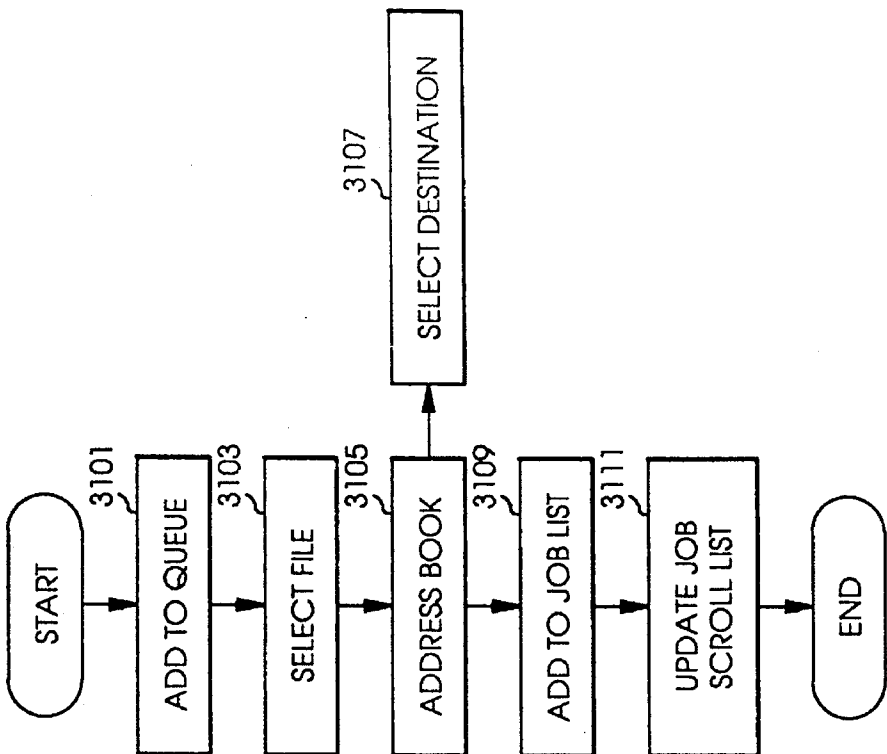 START
3101
ADD TO QUEUE
3103
SELECT FILE
3105
ADDRESS BOOK
3107
SELECT DESTINATION
3109
ADD TO JOB LIST
3111
UPDATE JOB
SCROLL LIST
END